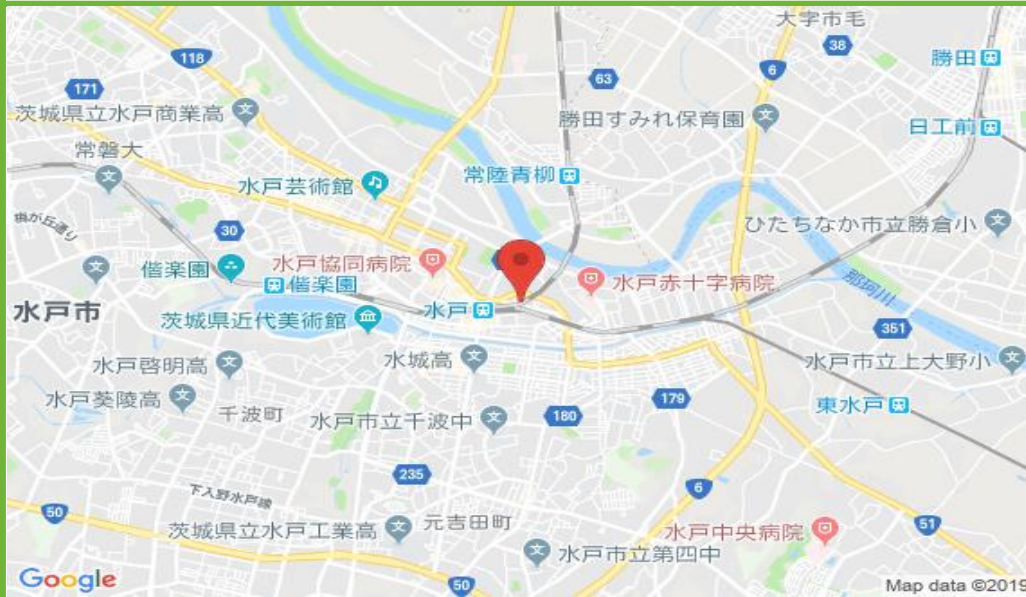 大字市毛
118
38
勝田
6
63
171
茨城県立水戸商業高
勝田すみれ保育園
日工前
常磐大
常陸青柳
水戸芸術館
ひたちなか市立勝倉小
30
水戸協同病院
偕楽園
偕楽園
水戸赤十字病院
那珂川
水戸市
水戸
茨城県近代美術館
351
水戸啓明高
水城高
水戸市立上大野小
水戸葵陵高
179
東水戸
千波町
水戸市立千波中
180
235
6
下入野水戸線
50
元吉田町
51
茨城県立水戸工業高
水戸中央病院
水戸市立第四中
50
Google
Map data ©2019